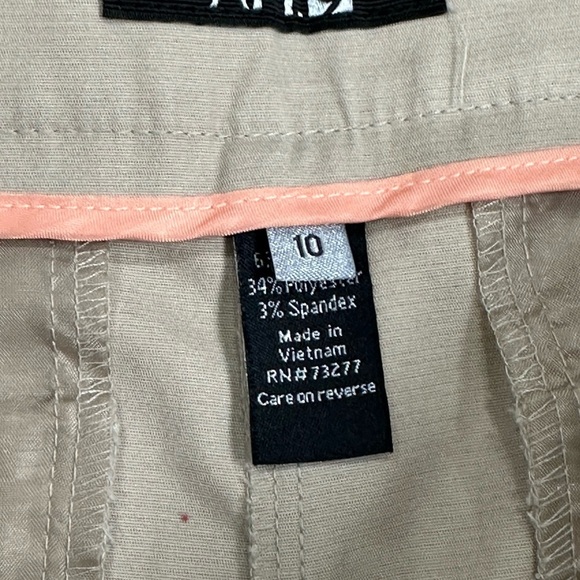 10
34% Polyester
3% Spandex
Made in
Vietnam
RN#73277
Care on reverse